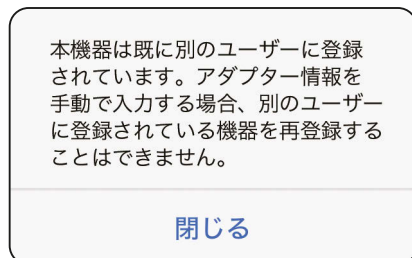 本機器は既に別のユーザーに登録
されています。アダプター情報を
手動で入力する場合、別のユーザー
に登録されている機器を再登録する
ことはできません。
閉じる